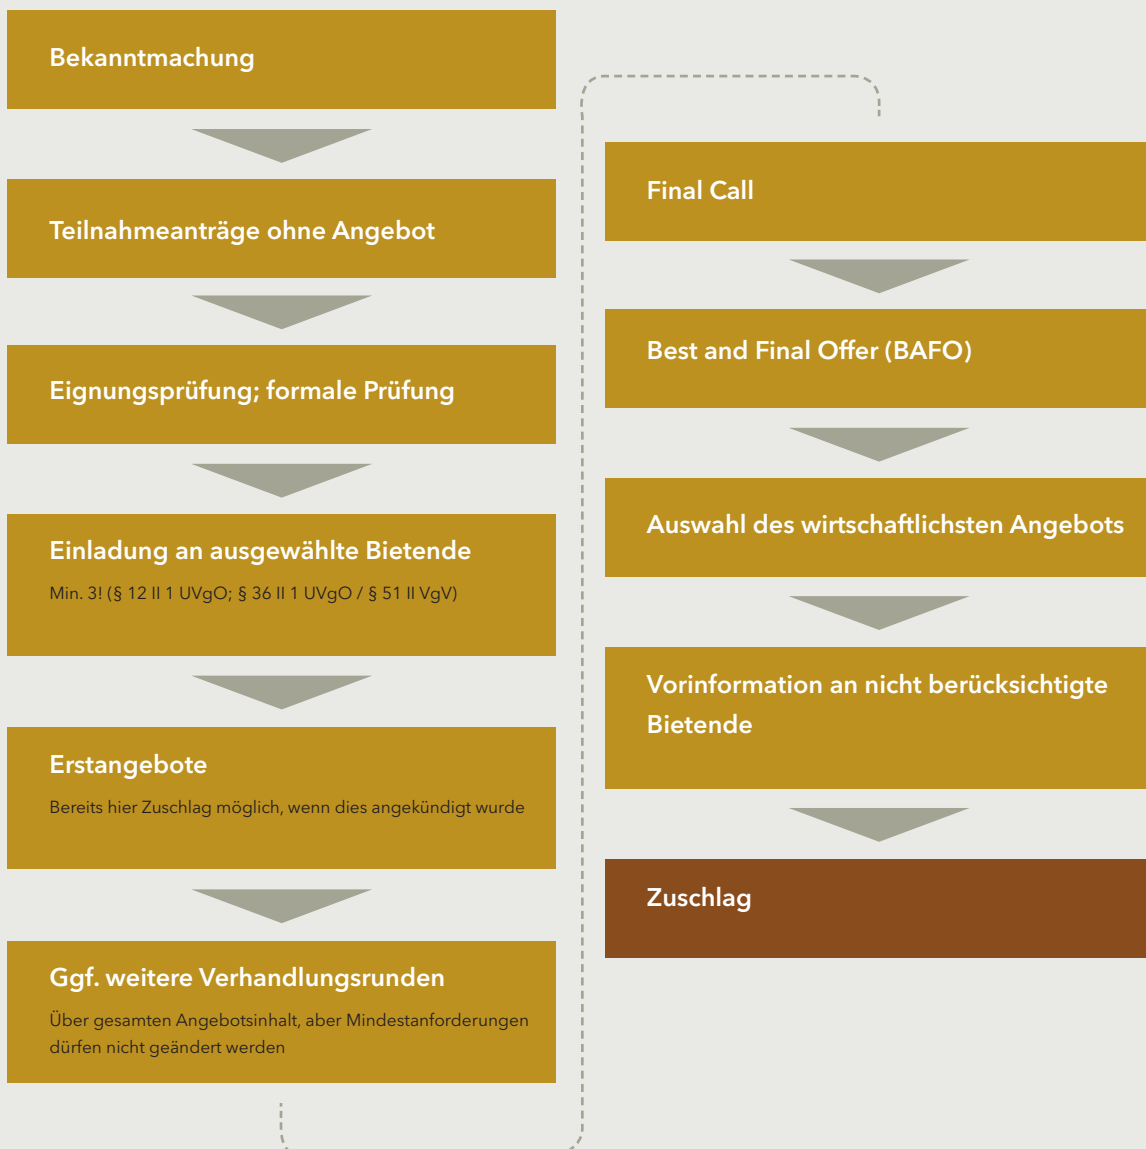 Bekanntmachung
Teilnahmeanträge ohne Angebot
Eignungsprüfung; formale Prüfung
Einladung an ausgewählte Bietende
Min. 3! (§ 12 II 1 UVgO; § 36 II 1 UVgO / § 51 II VgV)
Erstangebote
Bereits hier Zuschlag möglich, wenn dies angekündigt wurde
Ggf. weitere Verhandlungsrunden
Über gesamten Angebotsinhalt, aber Mindestanforderungen
dürfen nicht geändert werden
Final Call
Best and Final Offer (BAFO)
Auswahl des wirtschaftlichsten Angebots
Vorinformation an nicht berücksichtigte
Bietende
Zuschlag